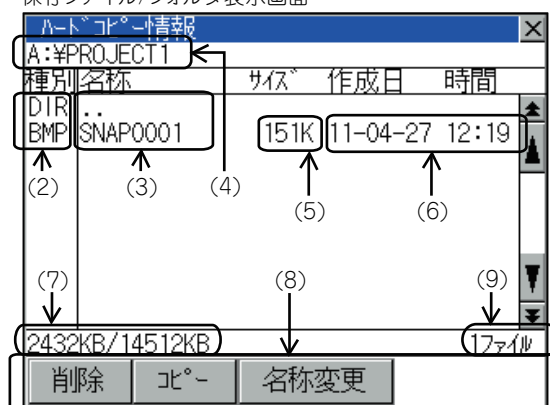 保存ファイル/フォルダ表示画面
ハードコピー情報
A:¥PROJECT1
種別 名称 サイズ 作成日 時間
DIR ..
BMP SNAP0001 151K 11-04-27 12:19
(2) (3) (4) (5) (6)
(7) (8) (9)
2432KB/14512KB 1ファイル
削除 コピー 名称変更